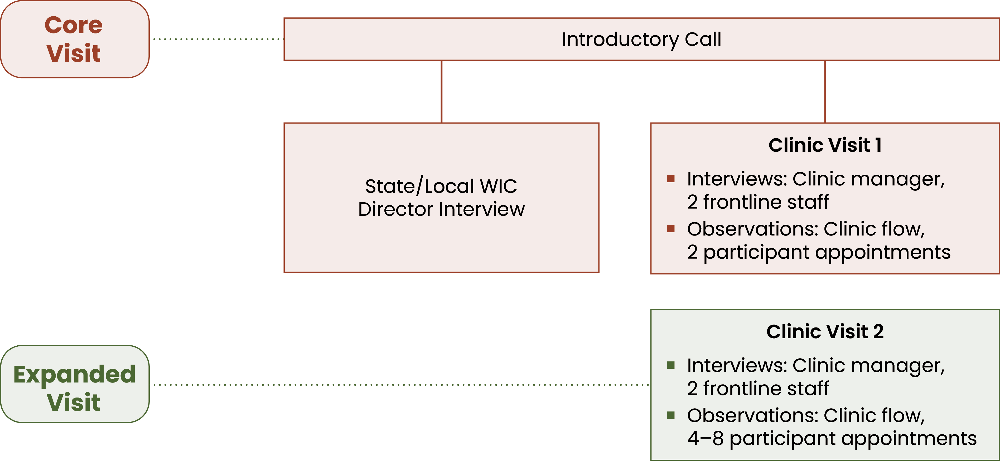 Core
Visit
Introductory Call
State/Local WIC
Director Interview
Clinic Visit 1
▪ Interviews: Clinic manager,
2 frontline staff
▪ Observations: Clinic flow,
2 participant appointments
Expanded
Visit
Clinic Visit 2
▪ Interviews: Clinic manager,
2 frontline staff
▪ Observations: Clinic flow,
4–8 participant appointments